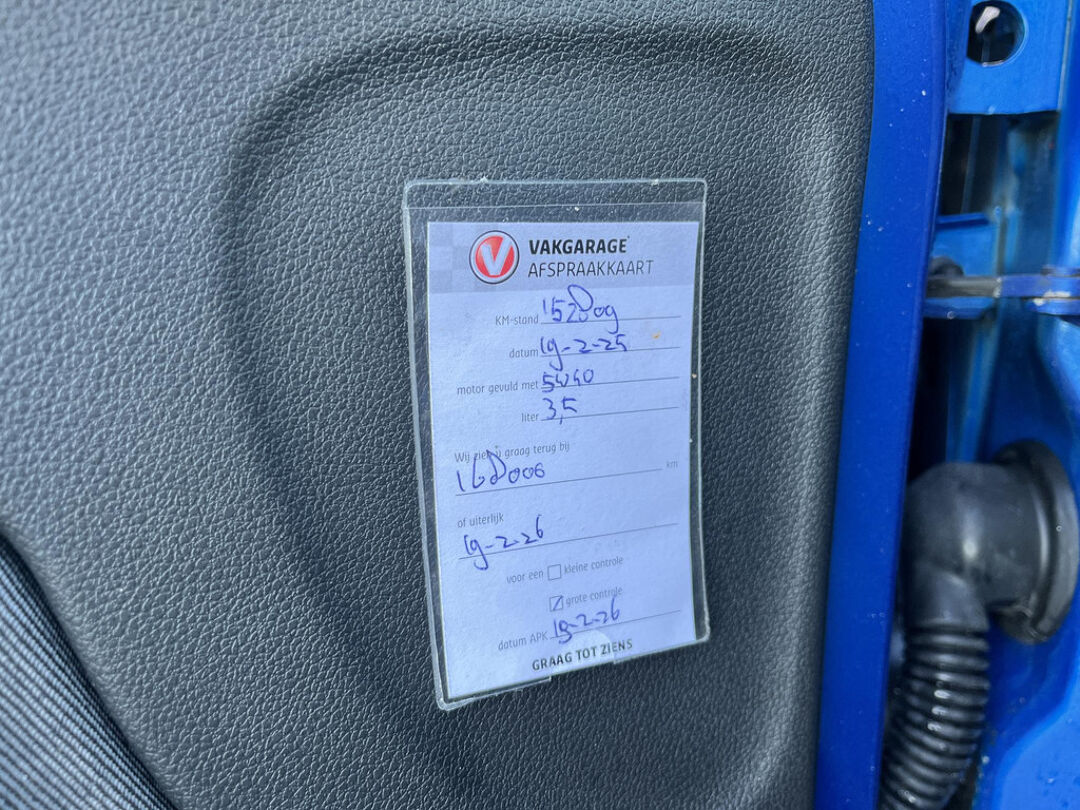 VAKGARAGE
AFSPRAAKKAART
KM-stand 152009
datum 19-2-25
motor gevuld met 5W40
liter 3,5
Wij zien u graag terug bij
km
of uiterlijk
19-2-26
voor een kleine controle
grote controle
datum APK 19-2-26
GRAAG TOT ZIENS